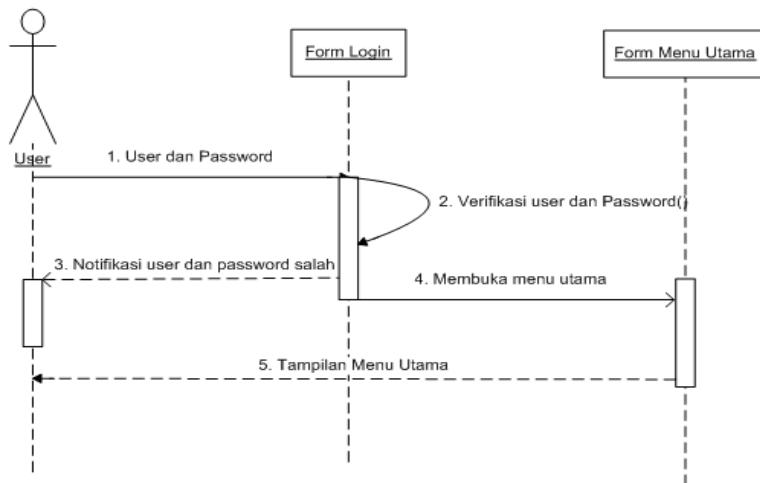 Form Login
Form Menu Utama
User
1. User dan Password
2. Verifikasi user dan Password()
3. Notifikasi user dan password salah
4. Membuka menu utama
5. Tampilan Menu Utama